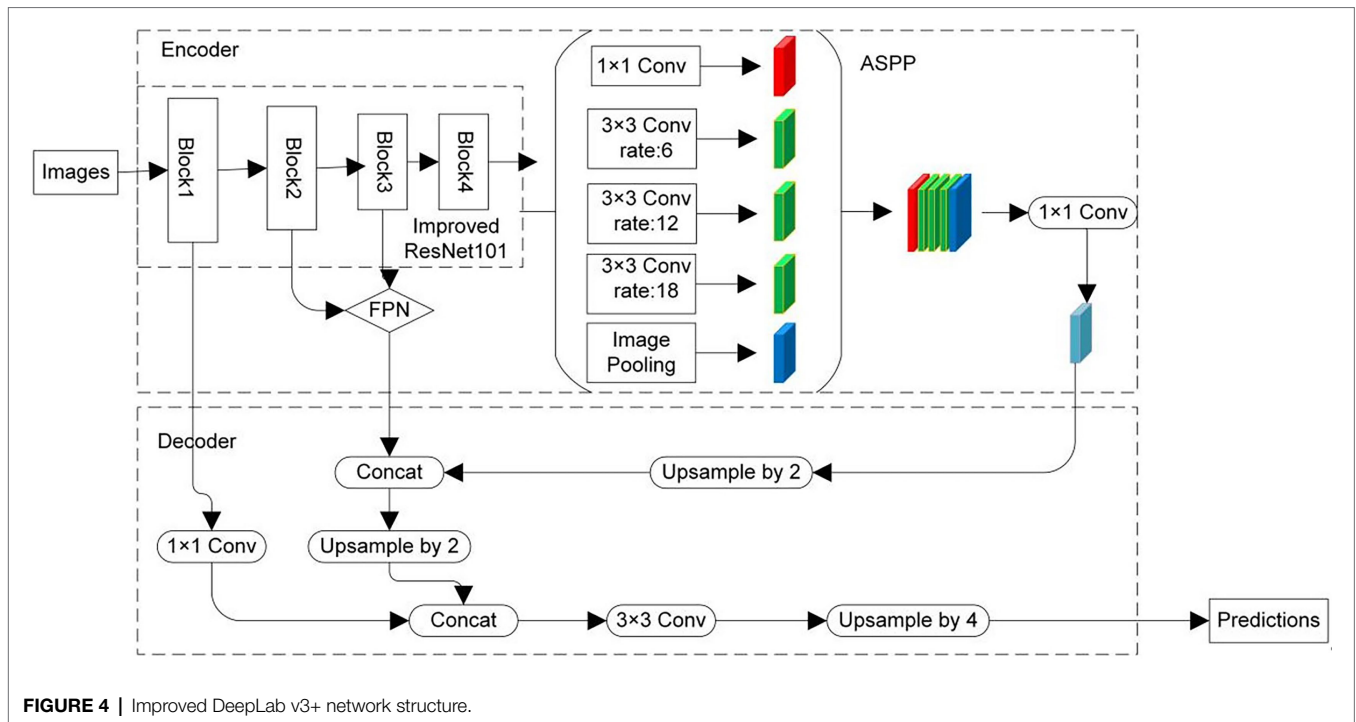 Encoder
Images
Block1
Block2
Block3
Block4
Improved
ResNet101
FPN
1×1 Conv
3×3 Conv
rate:6
3×3 Conv
rate:12
3×3 Conv
rate:18
Image
Pooling
ASPP
1×1 Conv
Decoder
Concat
Upsample by 2
1×1 Conv
Upsample by 2
Concat
3×3 Conv
Upsample by 4
Predictions
FIGURE 4 | Improved DeepLab v3+ network structure.